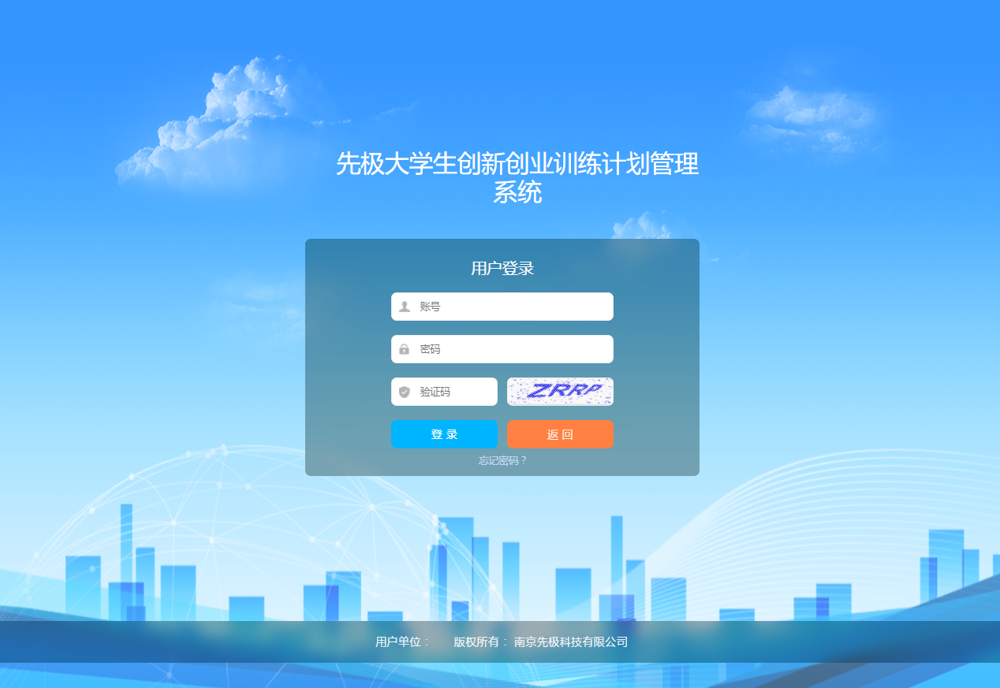 先极大学生创新创业训练计划管理
系统
用户登录
账号
密码
验证码
ZRRP
登 录
返 回
忘记密码？
用户单位： 版权所有： 南京先极科技有限公司